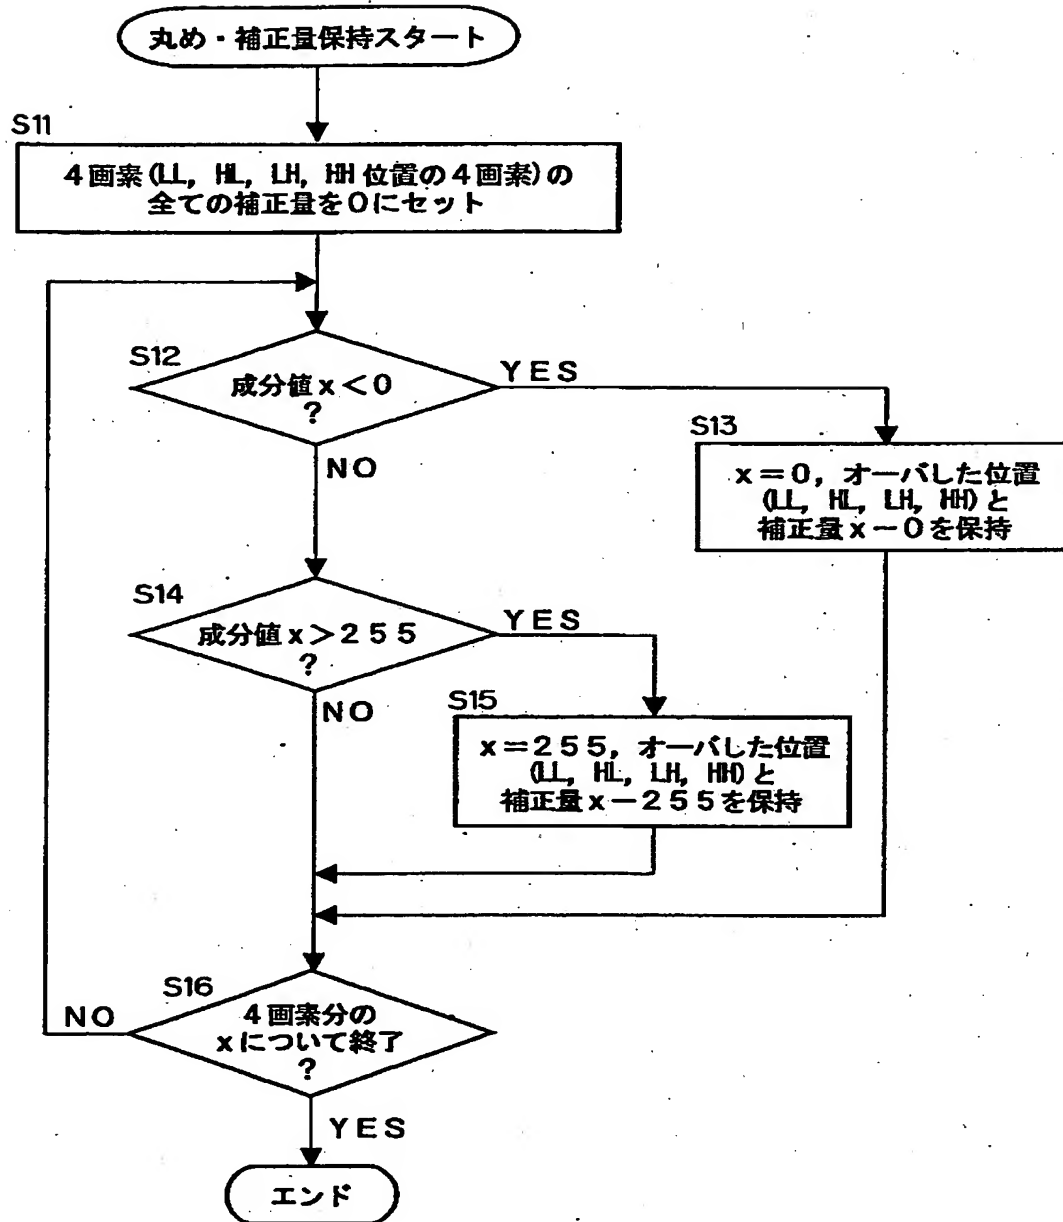 丸め・補正量保持スタート
S11
4画素(LL, HL, LH, HH位置の4画素)の
全ての補正量を0にセット
S12
成分値x<0
?
YES
NO
S13
x=0, オーバした位置
(LL, HL, LH, HH)と
補正量x-0を保持
S14
成分値x>255
?
YES
NO
S15
x=255, オーバした位置
(LL, HL, LH, HH)と
補正量x-255を保持
S16
4画素分の
xについて終了
?
NO
YES
エンド